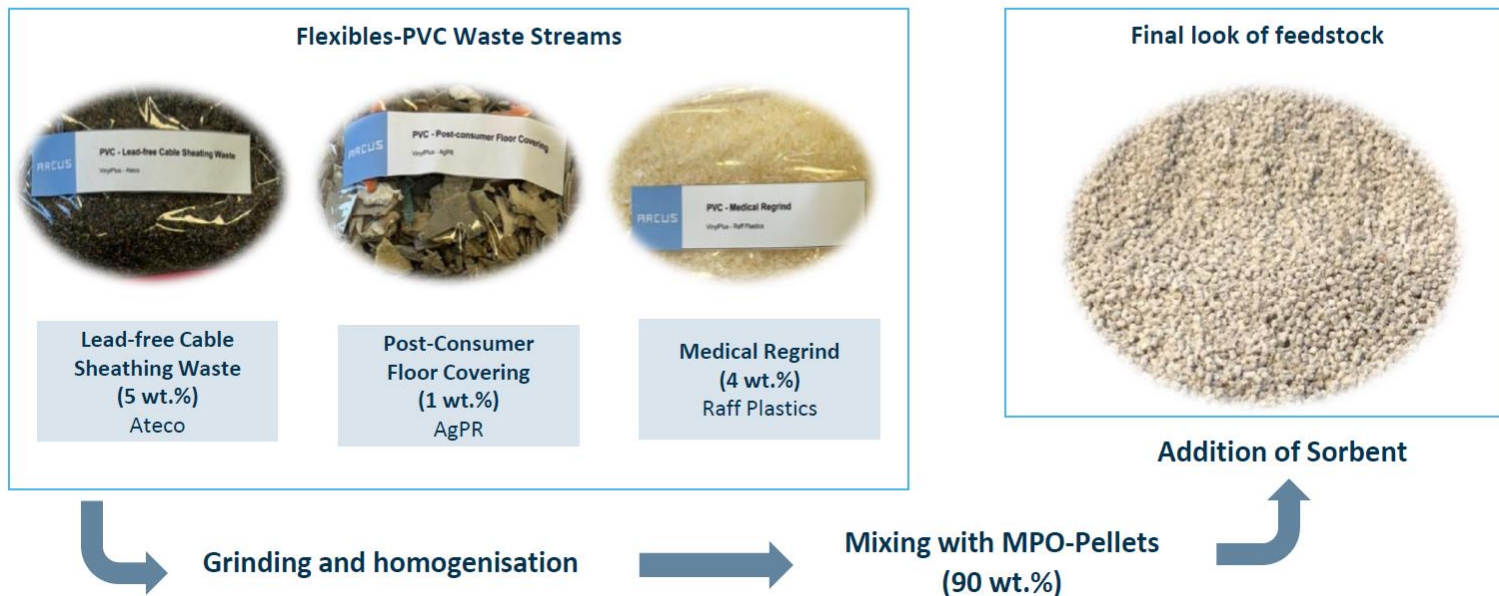 Flexibles-PVC Waste Streams
ARCUS
PVC - Lead-free Cable Sheating Waste
VinylPlus - Ateco
ARCUS
PVC - Post-consumer Floor Covering
VinylPlus - AgPR
ARCUS
PVC - Medical Regrind
VinylPlus - Raff Plastics
Lead-free Cable
Sheathing Waste
(5 wt.%)
Ateco
Post-Consumer
Floor Covering
(1 wt.%)
AgPR
Medical Regrind
(4 wt.%)
Raff Plastics
Final look of feedstock
Addition of Sorbent
Grinding and homogenisation
Mixing with MPO-Pellets
(90 wt.%)